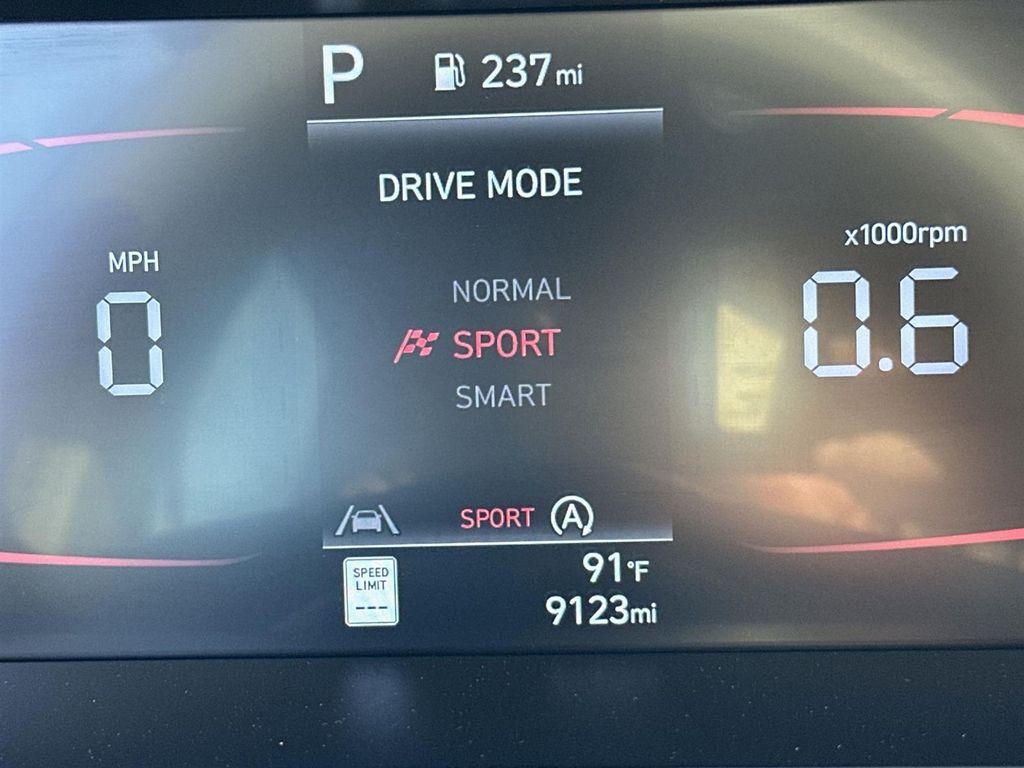 P 237mi
DRIVE MODE
MPH
0
NORMAL
SPORT
SMART
x1000rpm
0.6
SPORT A
SPEED
LIMIT
---
91°F
9123mi